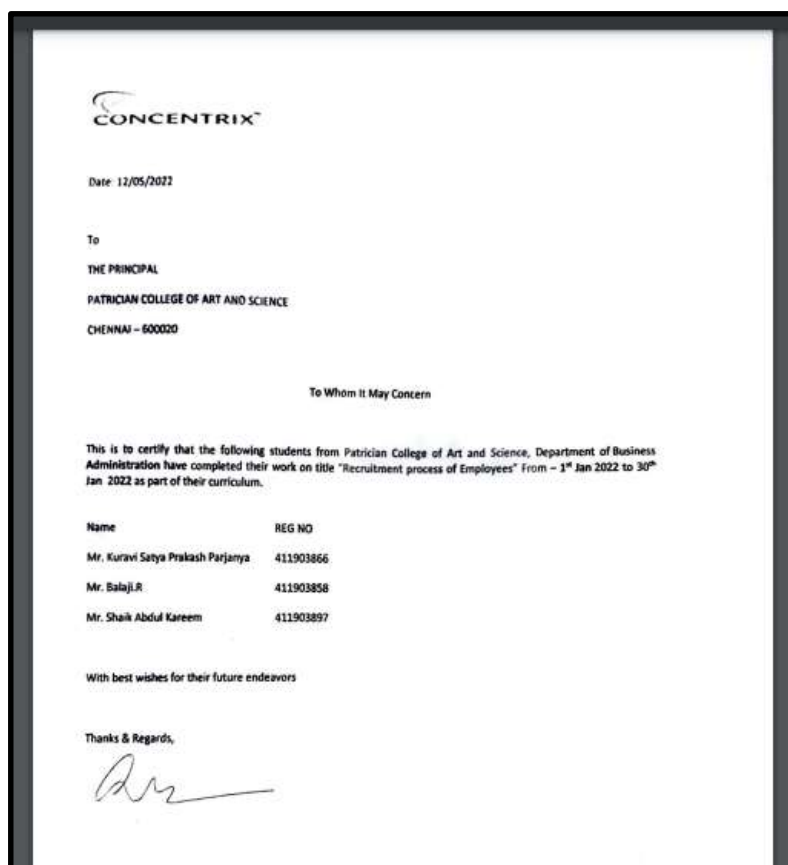 CONCENTRIX™
Date: 12/05/2022
To
THE PRINCIPAL
PATRICIAN COLLEGE OF ART AND SCIENCE
CHENNAI – 600020
To Whom It May Concern
This is to certify that the following students from Patrician College of Art and Science, Department of Business
Administration have completed their work on title "Recruitment process of Employees" From – 1st Jan 2022 to 30th
Jan 2022 as part of their curriculum.
Name REG NO
Mr. Kuravi Satya Prakash Parjanya 411903866
Mr. Balaji.R 411903858
Mr. Shaik Abdul Kareem 411903897
With best wishes for their future endeavors
Thanks & Regards,